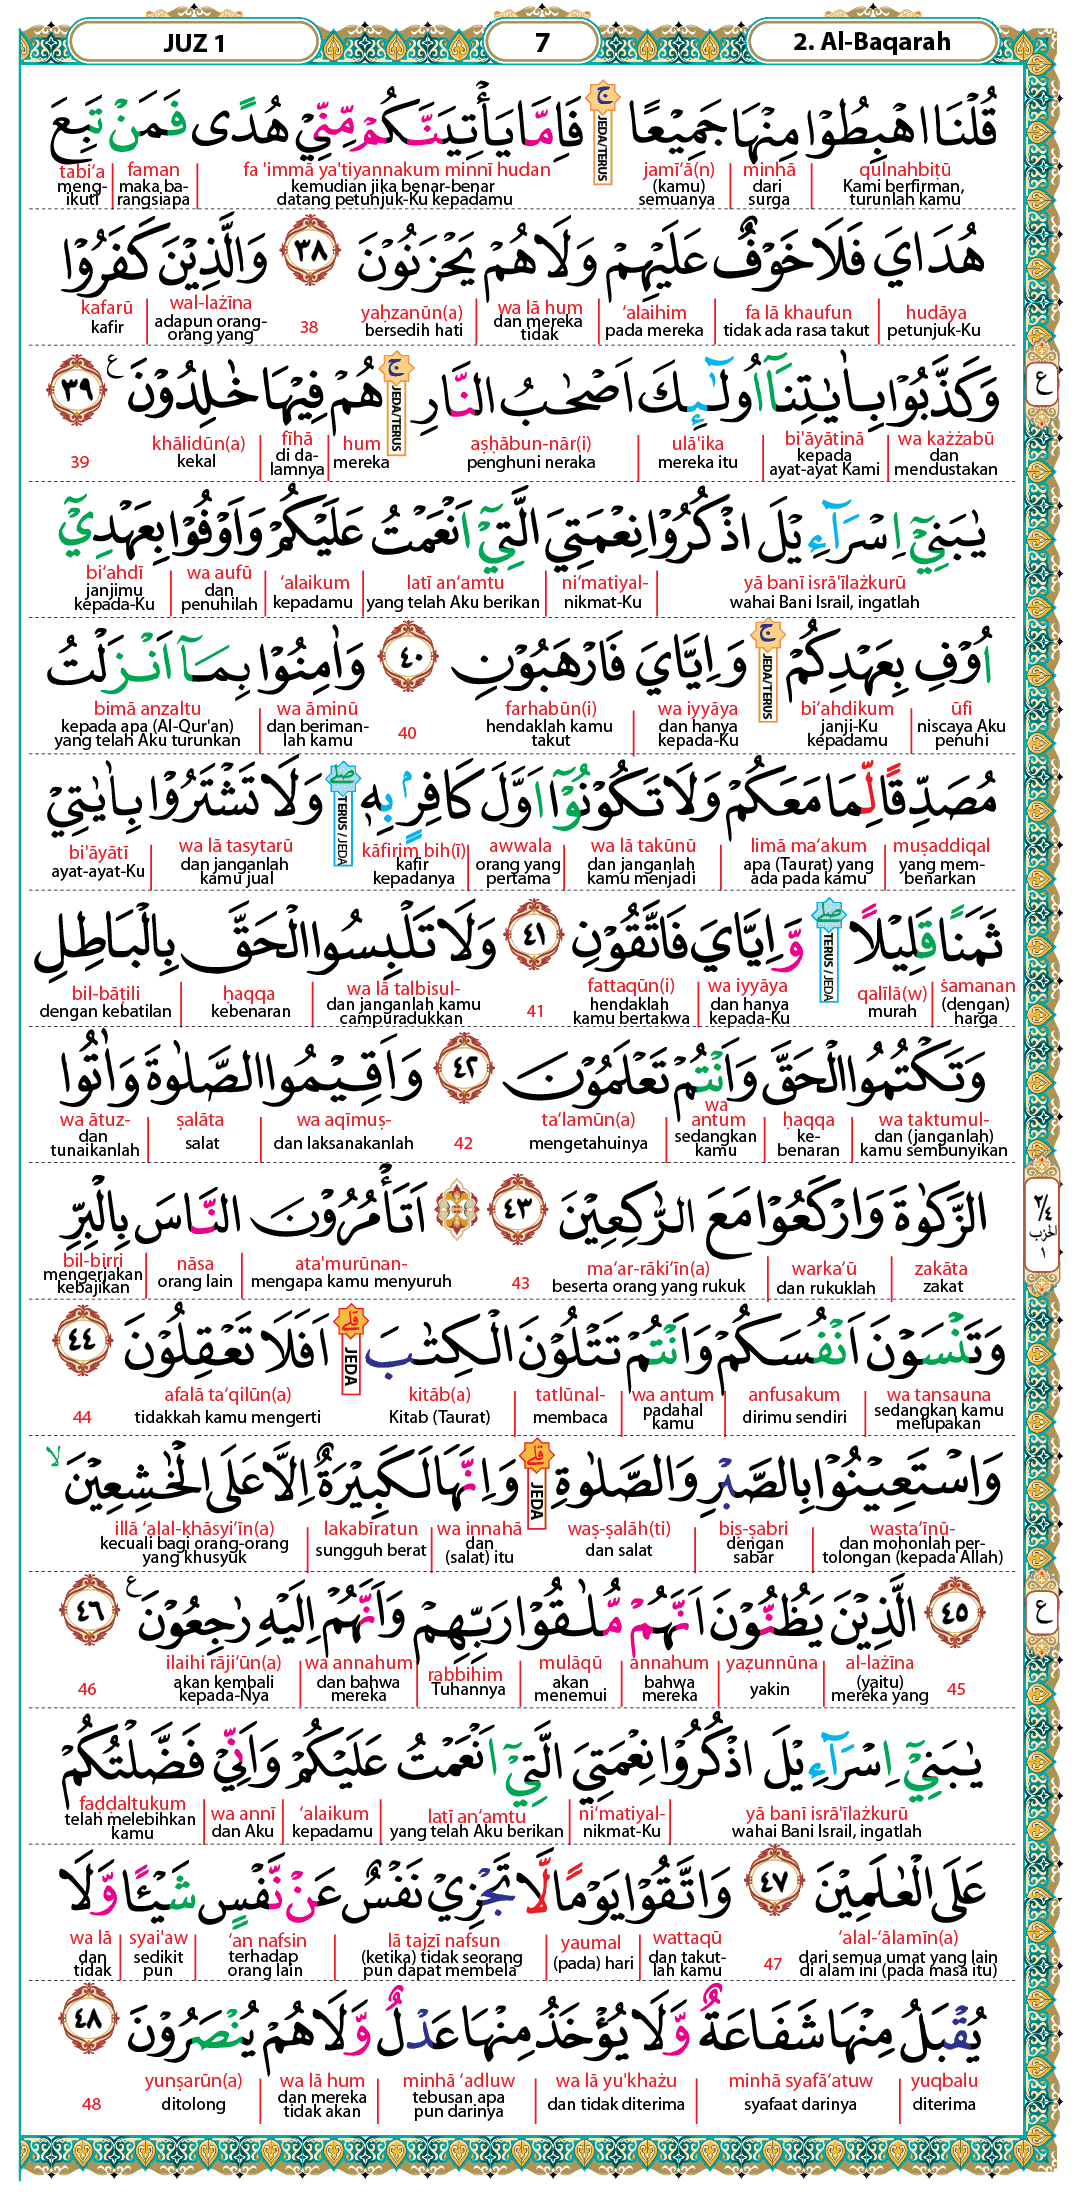 JUZ 1 7 2. Al-Baqarah
قُلْنَا اهْبِطُوْا مِنْهَا جَمِيْعًا ۚ فَاِمَّا يَأْتِيَنَّكُمْ مِّنِّيْ هُدًى فَمَنْ تَبِعَ
JEDA/TERUS
qulnahbiṭū minhā jamī‘ā(n) fa 'immā ya'tiyannakum minnī hudan faman tabi‘a
Kami berfirman, turunlah kamu dari surga (kamu) semuanya kemudian jika benar-benar datang petunjuk-Ku kepadamu maka ba-rangsiapa meng-ikuti
هُدَايَ فَلَا خَوْفٌ عَلَيْهِمْ وَلَا هُمْ يَحْزَنُوْنَ ٣٨ وَالَّذِيْنَ كَفَرُوْا
hudāya fa lā khaufun ‘alaihim wa lā hum yaḥzanūn(a) 38 wal-lażīna kafarū
petunjuk-Ku tidak ada rasa takut pada mereka dan mereka tidak bersedih hati adapun orang-orang yang kafir
وَكَذَّبُوْا بِاٰيٰتِنَآ اُولٰۤىِٕكَ اَصْحٰبُ النَّارِ ۚ هُمْ فِيْهَا خٰلِدُوْنَ ࣖ ٣٩
JEDA/TERUS
wa każżabū bi'āyātinā ulā'ika aṣḥābun-nār(i) hum fīhā khālidūn(a) 39
dan mendustakan kepada ayat-ayat Kami mereka itu penghuni neraka mereka di da-lamnya kekal
ع
يٰبَنِيْٓ اِسْرَاۤءِيْلَ اذْكُرُوْا نِعْمَتِيَ الَّتِيْٓ اَنْعَمْتُ عَلَيْكُمْ وَاَوْفُوْا بِعَهْدِيْٓ
yā banī isrā'īlażkurū ni‘matiyal- latī an‘amtu ‘alaikum wa aufū bi‘ahdī
wahai Bani Israil, ingatlah nikmat-Ku yang telah Aku berikan kepadamu dan penuhilah janjimu kepada-Ku
اُوْفِ بِعَهْدِكُمْ ۚ وَاِيَّايَ فَارْهَبُوْنِ ٤٠ وَاٰمِنُوْا بِمَآ اَنْزَلْتُ
JEDA/TERUS
ūfi bi‘ahdikum wa iyyāya farhabūn(i) 40 wa āminū bimā anzaltu
niscaya Aku penuhi janji-Ku kepadamu dan hanya kepada-Ku hendaklah kamu takut dan beriman-lah kamu kepada apa (Al-Qur'an) yang telah Aku turunkan
مُصَدِّقًا لِّمَا مَعَكُمْ وَلَا تَكُوْنُوْٓا اَوَّلَ كَافِرٍۢ بِهٖ ۖ وَلَا تَشْتَرُوْا بِاٰيٰتِيْ
TERUS / JEDA
muṣaddiqal limā ma‘akum wa lā takūnū awwala kāfirim bih(ī) wa lā tasytarū bi'āyātī
yang mem-benarkan apa (Taurat) yang ada pada kamu dan janganlah kamu menjadi orang yang pertama kafir kepadanya dan janganlah kamu jual ayat-ayat-Ku
ثَمَنًا قَلِيْلًا ۖ وَّاِيَّايَ فَاتَّقُوْنِ ٤١ وَلَا تَلْبِسُوا الْحَقَّ بِالْبَاطِلِ
TERUS / JEDA
ṡamanan qalīlā(w) wa iyyāya fattaqūn(i) 41 wa lā talbisul- ḥaqqa bil-bāṭili
(dengan) harga murah dan hanya kepada-Ku hendaklah kamu bertakwa dan janganlah kamu campuradukkan kebenaran dengan kebatilan
وَتَكْتُمُوا الْحَقَّ وَاَنْتُمْ تَعْلَمُوْنَ ٤٢ وَاَقِيْمُوا الصَّلٰوةَ وَاٰتُوا
wa taktumul- ḥaqqa wa antum ta‘lamūn(a) 42 wa aqīmuṣ- ṣalāta wa ātuz-
dan (janganlah) kamu sembunyikan ke-benaran sedangkan kamu mengetahuinya dan laksanakanlah salat dan tunaikanlah
الزَّكٰوةَ وَارْكَعُوْا مَعَ الرّٰكِعِيْنَ ٤٣ ۞ اَتَأْمُرُوْنَ النَّاسَ بِالْبِرِّ
zakāta warka‘ū ma‘ar-rāki‘īn(a) 43 ata'murūnan- nāsa bil-birri
zakat dan rukuklah beserta orang yang rukuk mengapa kamu menyuruh orang lain mengerjakan kebajikan
٢/٤ الحزب ١
وَتَنْسَوْنَ اَنْفُسَكُمْ وَاَنْتُمْ تَتْلُوْنَ الْكِتٰبَ ۗ اَفَلَا تَعْقِلُوْنَ ٤٤
JEDA
wa tansauna anfusakum wa antum tatlūnal- kitāb(a) afalā ta‘qilūn(a) 44
sedangkan kamu melupakan dirimu sendiri padahal kamu membaca Kitab (Taurat) tidakkah kamu mengerti
وَاسْتَعِيْنُوْا بِالصَّبْرِ وَالصَّلٰوةِ ۗ وَاِنَّهَا لَكَبِيْرَةٌ اِلَّا عَلَى الْخٰشِعِيْنَ ۙ
JEDA
wasta‘īnū- biṣ-ṣabri waṣ-ṣalāh(ti) wa innahā lakabīratun illā ‘alal-khāsyi‘īn(a)
dan mohonlah per-tolongan (kepada Allah) dengan sabar dan salat dan (salat) itu sungguh berat kecuali bagi orang-orang yang khusyuk
٤٥ الَّذِيْنَ يَظُنُّوْنَ اَنَّهُمْ مُّلٰقُوْا رَبِّهِمْ وَاَنَّهُمْ اِلَيْهِ رٰجِعُوْنَ ࣖ ٤٦
45 al-lażīna yaẓunnūna annahum mulāqū rabbihim wa annahum ilaihi rāji‘ūn(a) 46
(yaitu) mereka yang yakin bahwa mereka akan menemui Tuhannya dan bahwa mereka akan kembali kepada-Nya
ع
يٰبَنِيْٓ اِسْرَاۤءِيْلَ اذْكُرُوْا نِعْمَتِيَ الَّتِيْٓ اَنْعَمْتُ عَلَيْكُمْ وَاَنِّيْ فَضَّلْتُكُمْ
yā banī isrā'īlażkurū ni‘matiyal- latī an‘amtu ‘alaikum wa annī faḍḍaltukum
wahai Bani Israil, ingatlah nikmat-Ku yang telah Aku berikan kepadamu dan Aku telah melebihkan kamu
عَلَى الْعٰلَمِيْنَ ٤٧ وَاتَّقُوْا يَوْمًا لَّا تَجْزِيْ نَفْسٌ عَنْ نَّفْسٍ شَيْـًٔا وَّلَا
‘alal-‘ālamīn(a) 47 wattaqū yaumal lā tajzī nafsun ‘an nafsin syai'aw wa lā
dari semua umat yang lain di alam ini (pada masa itu) dan takut-lah kamu (pada) hari (ketika) tidak seorang pun dapat membela terhadap orang lain sedikit pun dan tidak
يُقْبَلُ مِنْهَا شَفَاعَةٌ وَّلَا يُؤْخَذُ مِنْهَا عَدْلٌ وَّلَا هُمْ يُنْصَرُوْنَ ٤٨
yuqbalu minhā syafā‘atuw wa lā yu'khażu minhā ‘adluw wa lā hum yunṣarūn(a) 48
diterima syafaat darinya dan tidak diterima tebusan apa pun darinya dan mereka tidak akan ditolong